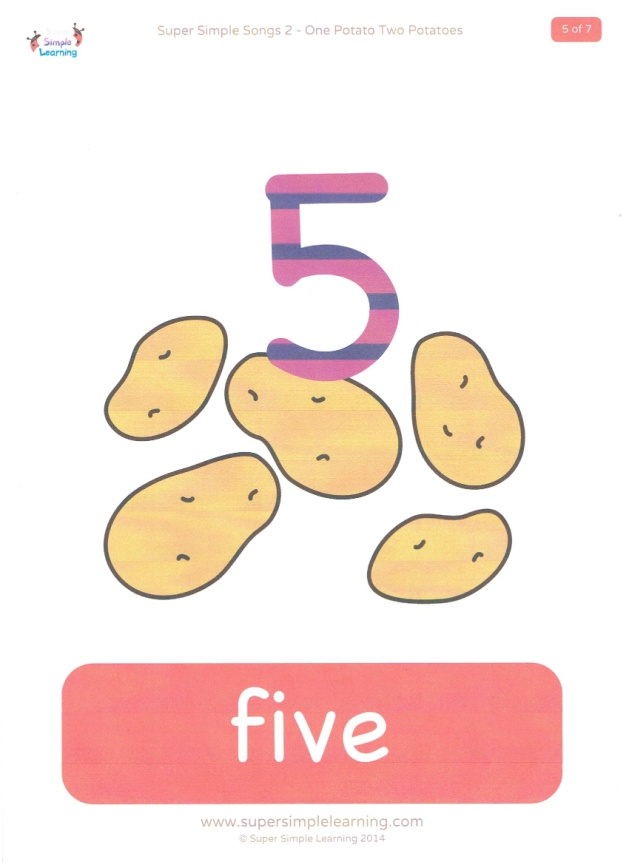 Super Simple Songs 2 - One Potato Two Potatoes
5 of 7
Simple
Learning
5
five
www.supersimplelearning.com
© Super Simple Learning 2014